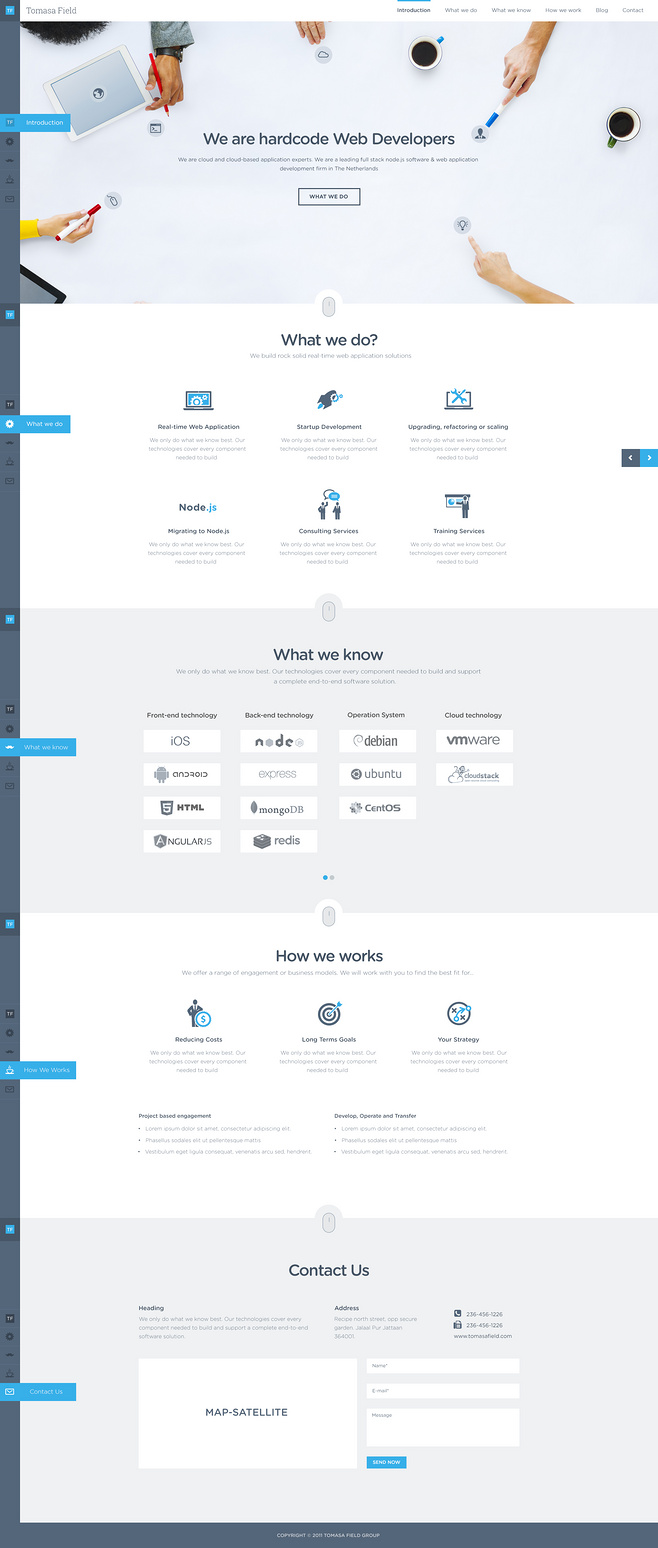 TF
Tomasa Field
Introduction
What we do
What we know
How we work
Blog
Contact
TF
Introduction
We are hardcode Web Developers
We are cloud and cloud-based application experts. We are a leading full stack node.js software & web application
development firm in The Netherlands
WHAT WE DO
TF
What we do?
We build rock solid real-time web application solutions
TF
What we do
Real-time Web Application
Startup Development
Upgrading, refactoring or scaling
We only do what we know best. Our
technologies cover every component
needed to build
We only do what we know best. Our
technologies cover every component
needed to build
We only do what we know best. Our
technologies cover every component
needed to build
Node.js
Migrating to Node.js
Consulting Services
Training Services
We only do what we know best. Our
technologies cover every component
needed to build
We only do what we know best. Our
technologies cover every component
needed to build
We only do what we know best. Our
technologies cover every component
needed to build
TF
What we know
We only do what we know best. Our technologies cover every component needed to build and support
a complete end-to-end software solution.
TF
What we know
Front-end technology
Back-end technology
Operation System
Cloud technology
iOS
node
debian
vmware
android
express
ubuntu
cloudstack
HTML
mongoDB
CentOS
ANGULARJS
redis
TF
How we works
We offer a range of engagement or business models. We will work with you to find the best fit for...
TF
How We Works
Reducing Costs
Long Terms Goals
Your Strategy
We only do what we know best. Our
technologies cover every component
needed to build
We only do what we know best. Our
technologies cover every component
needed to build
We only do what we know best. Our
technologies cover every component
needed to build
Project based engagement
• Lorem ipsum dolor sit amet, consectetur adipiscing elit.
• Phasellus sodales elit ut pellentesque mattis
• Vestibulum eget ligula consequat, venenatis arcu sed, hendrerit
Develop, Operate and Transfer
• Lorem ipsum dolor sit amet, consectetur adipiscing elit.
• Phasellus sodales elit ut pellentesque mattis
• Vestibulum eget ligula consequat, venenatis arcu sed, hendrerit
TF
Contact Us
TF
Contact Us
Heading
We only do what we know best. Our technologies cover every
component needed to build and support a complete end-to-end
software solution.
Address
Recipe north street, opp secure
garden. Jalaal Pur Jattaan.
364001.
236-456-1226
236-456-1226
www.tomasafield.com
MAP-SATELLITE
Name*
E-mail*
Message
SEND NOW
COPYRIGHT © 2011 TOMASA FIELD GROUP